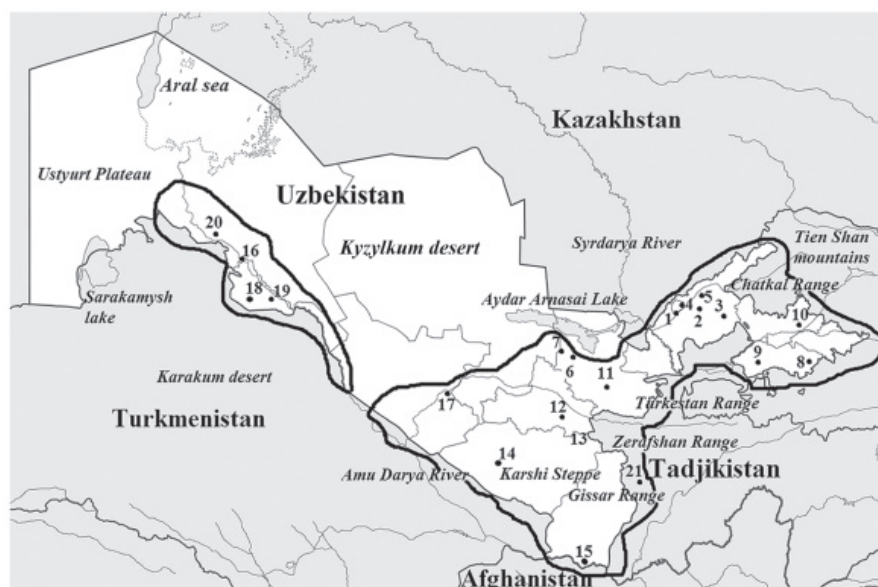 Aral sea
Kazakhstan
Ustyurt Plateau
Uzbekistan
20
Kyzylkum desert
Syrdarya River
Tien Shan
mountains
16
Chatkal Range
Sarakamysh
lake
18
19
Aydar Arnasai Lake
1
4
5
2
3
10
7
6
9
8
Karakum desert
11
Turkestan Range
17
12
Turkmenistan
13
Zerafshan Range
14
Amu Darya River
Karshi Steppe
21
Tadjikistan
Gissar Range
15
Afghanistan